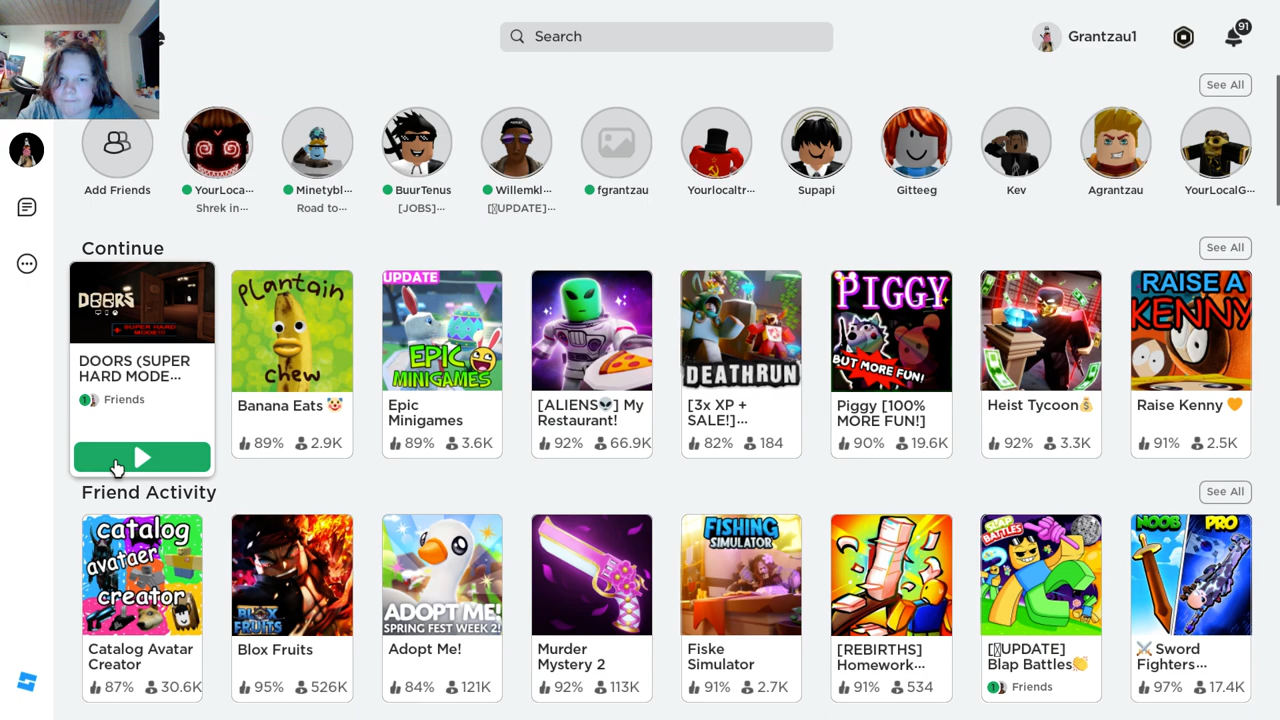 Search
Grantzau1
91
See All
Add Friends
YourLoca...
Shrek in...
Minetybl...
Road to...
BuurTenus
[JOBS]...
Willemkl...
[UPDATE]...
fgrantzau
Yourlocaltr...
Supapi
Gitteeg
Kev
Agrantzau
YourLocalG...
Continue
See All
DOORS
SUPER HARD MODE!!!
DOORS (SUPER
HARD MODE...
1 Friends
plantain
chew
Banana Eats 🤡
89% 2.9K
UPDATE
EPIC
MINIGAMES
Epic
Minigames
89% 3.6K
[ALIENS👽] My
Restaurant!
92% 66.9K
DEATHRUN
[3x XP +
SALE!]...
82% 184
PIGGY
BUT MORE FUN!
Piggy [100%
MORE FUN!]
90% 19.6K
Heist Tycoon💰
92% 3.3K
RAISE A
KENNY
Raise Kenny 🧡
91% 2.5K
Friend Activity
See All
catalog
avataer
creator
Catalog Avatar
Creator
87% 30.6K
BLOX
FRUITS
Blox Fruits
95% 526K
ADOPT ME!
SPRING FEST WEEK 2!
Adopt Me!
84% 121K
Murder
Mystery 2
92% 113K
FISHING
SIMULATOR
Fiske
Simulator
91% 2.7K
[REBIRTHS]
Homework...
91% 534
SLAP
BATTLES
[UPDATE]
Blap Battles👏
1 Friends
NOOB PRO
⚔️ Sword
Fighters...
97% 17.4K